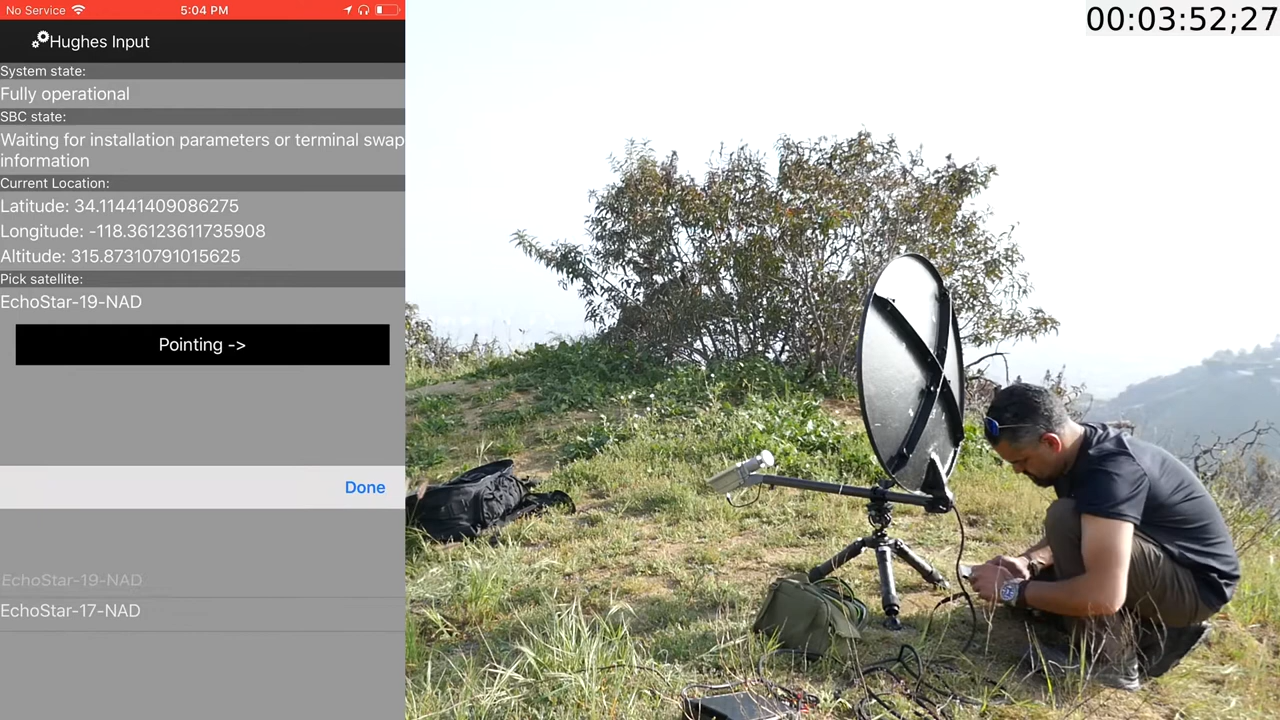 No Service 5:04 PM
00:03:52;27
Hughes Input
System state:
Fully operational
SBC state:
Waiting for installation parameters or terminal swap
information
Current Location:
Latitude: 34.11441409086275
Longitude: -118.36123611735908
Altitude: 315.87310791015625
Pick satellite:
EchoStar-19-NAD
Pointing ->
Done
EchoStar-19-NAD
EchoStar-17-NAD